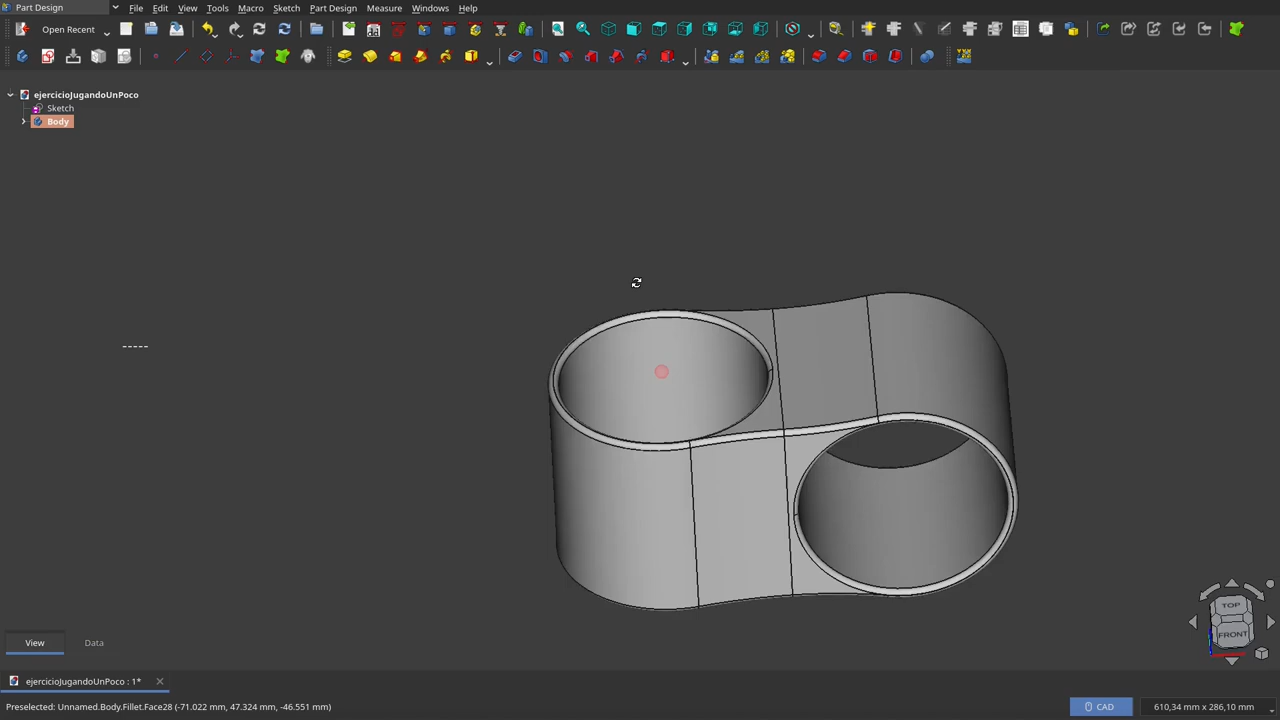 Part Design File Edit View Tools Macro Sketch Part Design Measure Windows Help
Open Recent
ejercicioJugandoUnPoco
Sketch
Body
TOP
FRONT
View Data
ejercicioJugandoUnPoco : 1*
Preselected: Unnamed.Body.Fillet.Face28 (-71.022 mm, 47.324 mm, -46.551 mm) CAD 610,34 mm x 286,10 mm